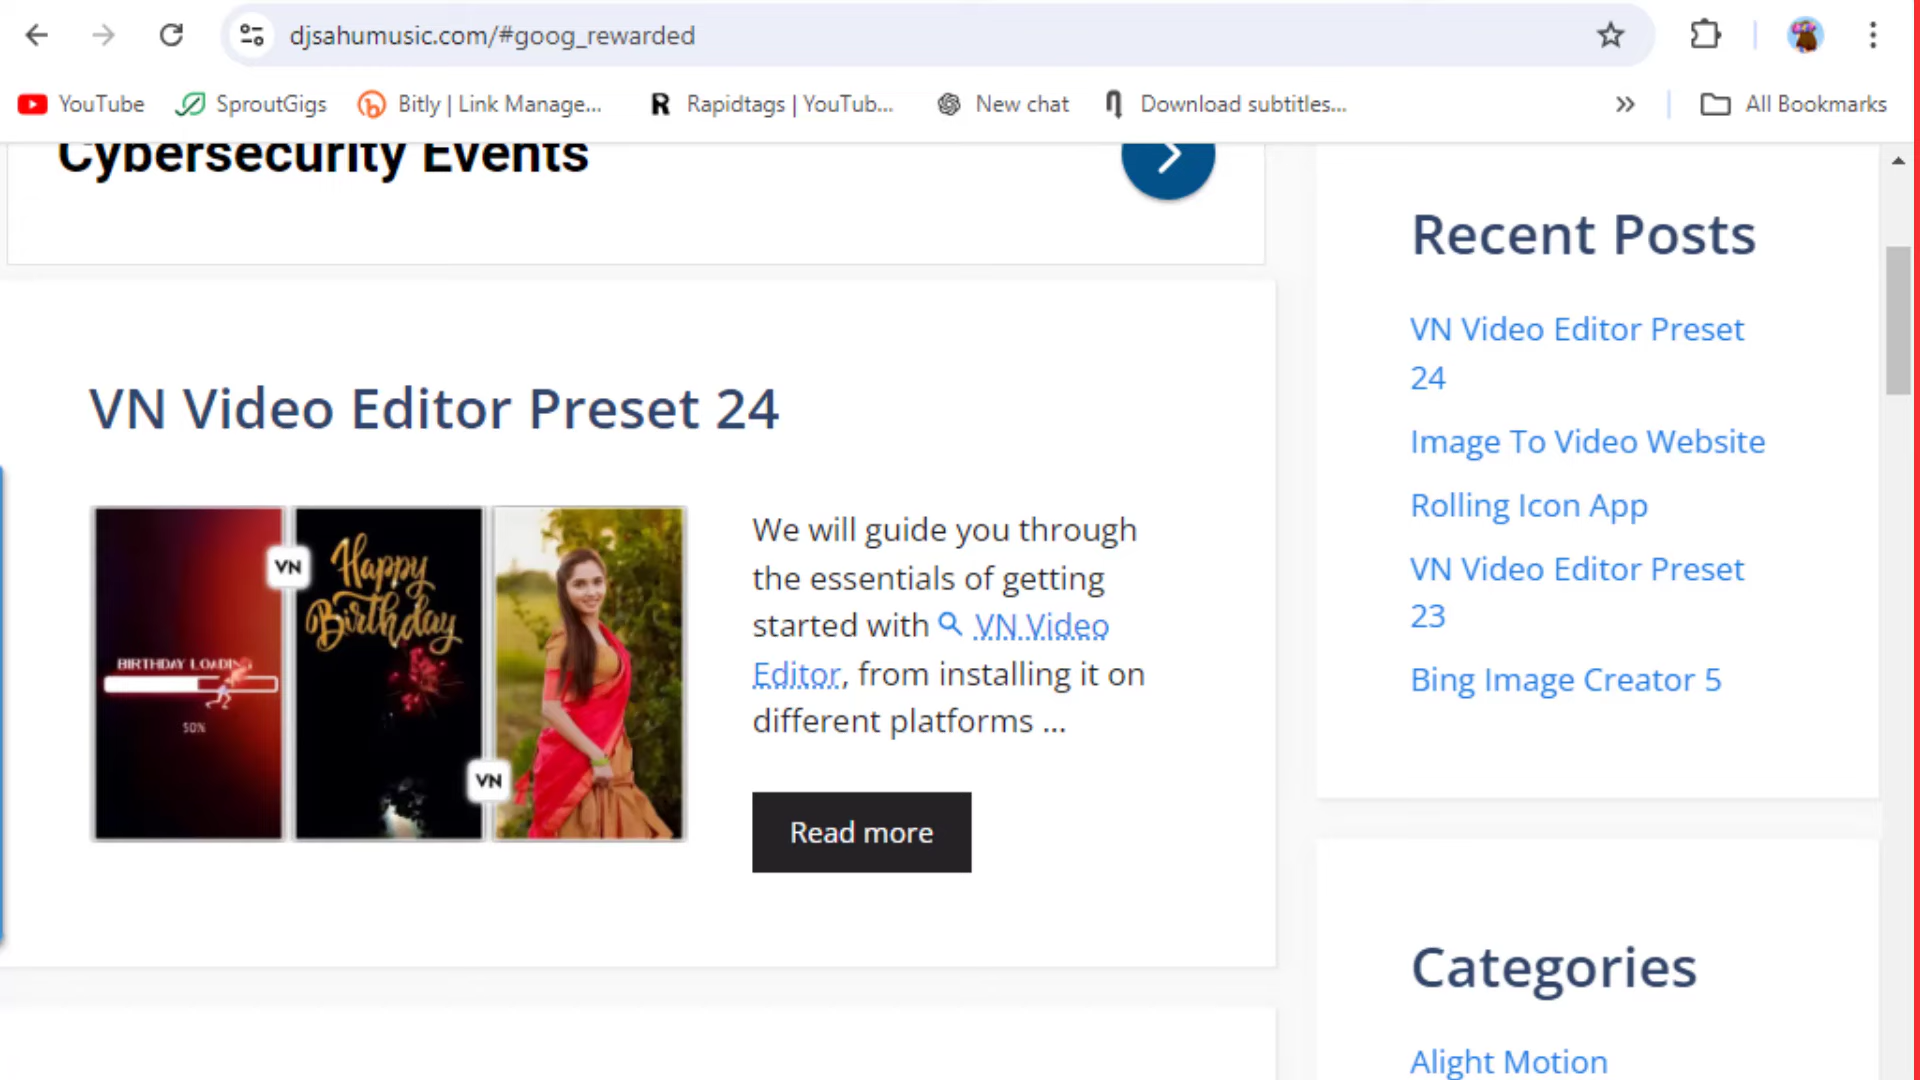 djsahumusic.com/#goog_rewarded
YouTube
SproutGigs
Bitly | Link Manage...
Rapidtags | YouTub...
New chat
Download subtitles...
All Bookmarks
Cybersecurity Events
VN Video Editor Preset 24
BIRTHDAY LOADING
50%
VN
Happy
Birthday
VN
We will guide you through
the essentials of getting
started with VN Video
Editor, from installing it on
different platforms ...
Read more
Recent Posts
VN Video Editor Preset
24
Image To Video Website
Rolling Icon App
VN Video Editor Preset
23
Bing Image Creator 5
Categories
Alight Motion